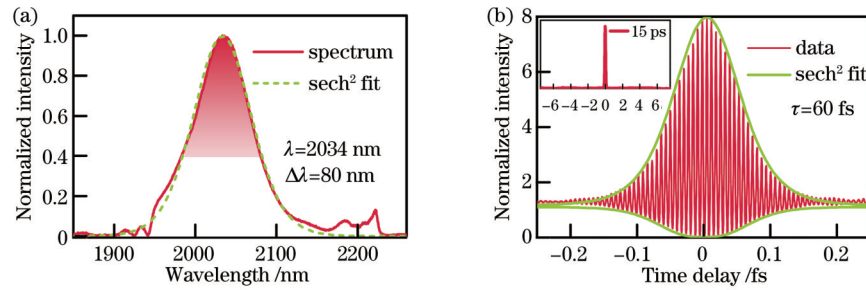 (a)
Normalized intensity
1.0
0.8
0.6
0.4
0.2
0
spectrum
sech² fit
λ=2034 nm
Δλ=80 nm
1900
2000
2100
2200
Wavelength /nm
(b)
Normalized intensity
8
6
4
2
0
15 ps
−6 −4 −2 0 2 4 6
data
sech² fit
τ=60 fs
−0.2
−0.1
0
0.1
0.2
Time delay /fs